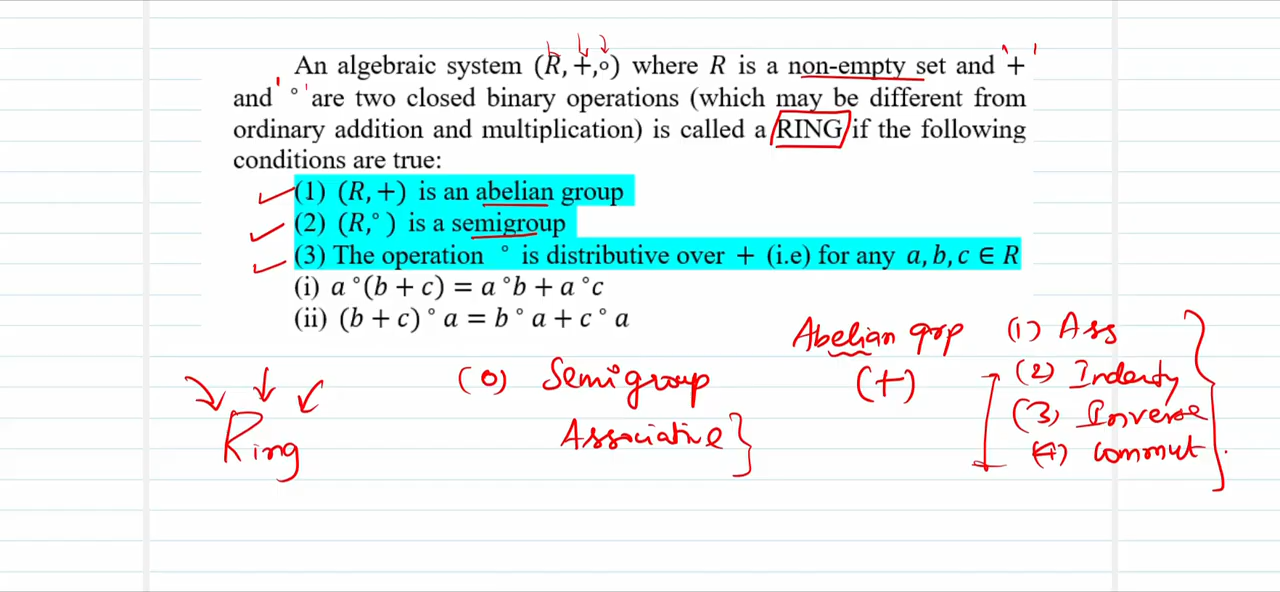 An algebraic system (R, +, ∘) where R is a non-empty set and '+'
and '∘' are two closed binary operations (which may be different from
ordinary addition and multiplication) is called a RING if the following
conditions are true:
(1) (R, +) is an abelian group
(2) (R, ∘) is a semigroup
(3) The operation ∘ is distributive over + (i.e) for any a, b, c ∈ R
(i) a ∘(b + c) = a ∘b + a ∘c
(ii) (b + c)∘ a = b∘ a + c∘ a
Abelian grp (1) Ass
(o) Semigroup (+) (2) Indenty
Ring Associative } (3) Inverse
(4) Commut